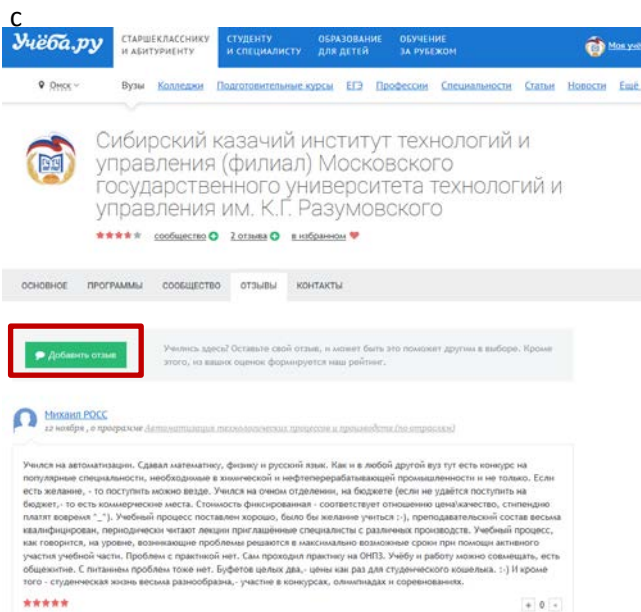 с
Учёба.ру
СТАРШЕКЛАССНИКУ
И АБИТУРИЕНТУ
СТУДЕНТУ
И СПЕЦИАЛИСТУ
ОБРАЗОВАНИЕ
ДЛЯ ДЕТЕЙ
ОБУЧЕНИЕ
ЗА РУБЕЖОМ
Моя
Омск
Вузы Колледжи Подготовительные курсы ЕГЭ Профессии Специальности Статьи Новости Ещё
Сибирский казачий институт технологий и
управления (филиал) Московского
государственного университета технологий и
управления им. К.Г. Разумовского
сообщество 2 отзыва в избранном
ОСНОВНОЕ ПРОГРАММЫ СООБЩЕСТВО ОТЗЫВЫ КОНТАКТЫ
Добавить отзыв
Учились здесь? Оставьте свой отзыв, и может быть это поможет другим в выборе. Кроме
этого, из ваших оценок формируется наш рейтинг.
Михаил РОСС
12 ноября, о программе Автоматизация технологических процессов и производств (по отраслям)
Учился на автоматизации. Сдавал математику, физику и русский язык. Как и в любой другой вуз тут есть конкурс на
популярные специальности, необходимые в химической и нефтеперерабатывающей промышленности и не только. Если
есть желание, - то поступить можно везде. Учился на очном отделении, на бюджете (если не удаётся поступить на
бюджет,- то есть коммерческие места. Стоимость фиксированная - соответствует отношению цена\качество, стипендию
платят вовремя ^_^). Учебный процесс поставлен хорошо, было бы желание учиться :-), преподавательский состав весьма
квалифицирован, периодически читают лекции приглашённые специалисты с различных производств. Учебный процесс,
как говорится, на уровне, возникающие проблемы решаются в максимально возможные сроки при помощи активного
участия учебной части. Проблем с практикой нет. Сам проходил практику на ОНПЗ. Учёбу и работу можно совмещать, есть
общежитие. С питанием проблем тоже нет. Буфетов целых два,- цены как раз для студенческого кошелька. :-) И кроме
того - студенческая жизнь весьма разнообразна,- участие в конкурсах, олимпиадах и соревнованиях.
+ 0 -